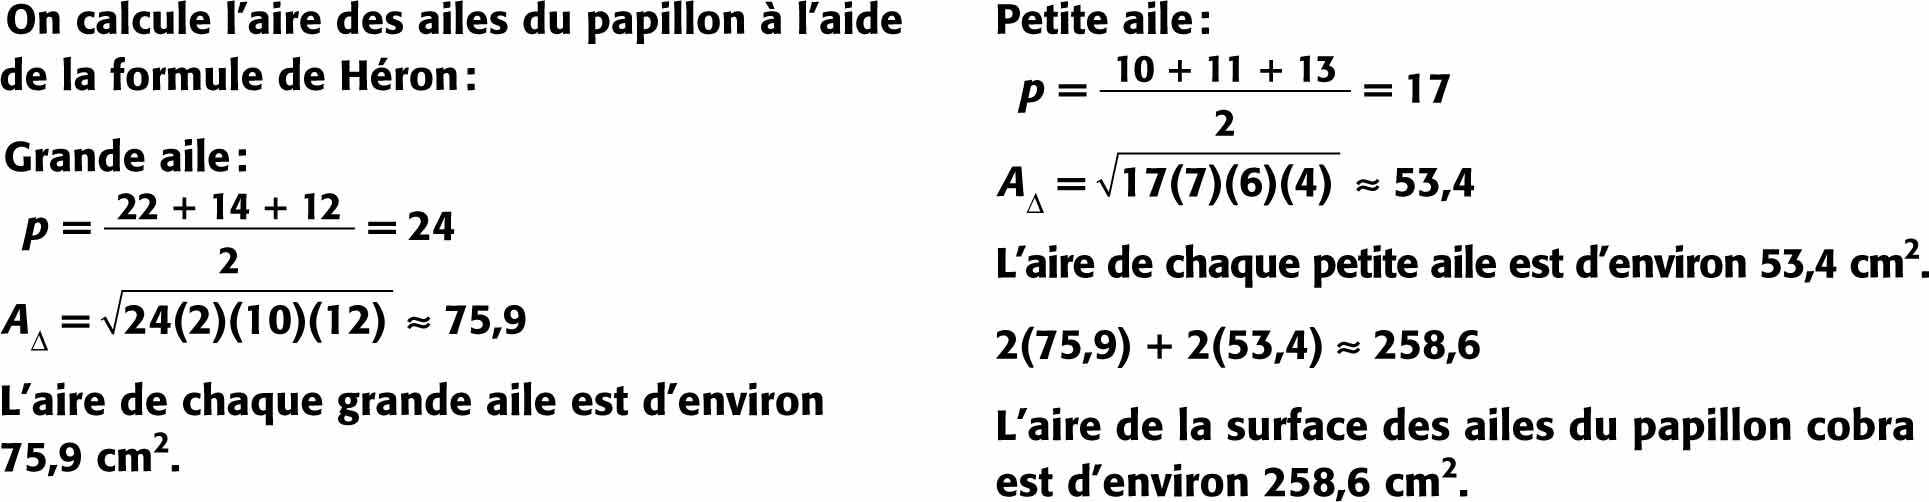 On calcule l'aire des ailes du papillon à l'aide
de la formule de Héron :
Grande aile :
p = (22 + 14 + 12)/2 = 24
A△ = √24(2)(10)(12) ≈ 75,9
L'aire de chaque grande aile est d'environ
75,9 cm².
Petite aile :
p = (10 + 11 + 13)/2 = 17
A△ = √17(7)(6)(4) ≈ 53,4
L'aire de chaque petite aile est d'environ 53,4 cm².
2(75,9) + 2(53,4) ≈ 258,6
L'aire de la surface des ailes du papillon cobra
est d'environ 258,6 cm².